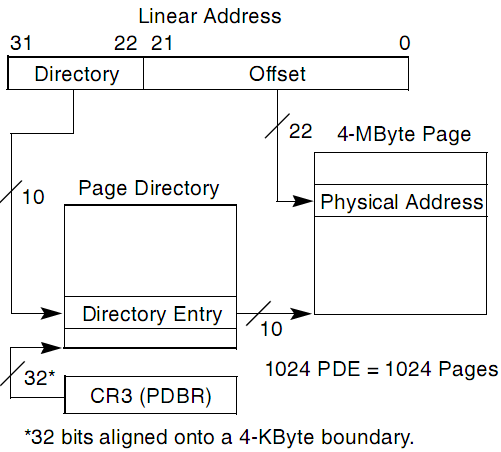 Linear Address
31 22 21 0
Directory Offset
22
4-MByte Page
10
Page Directory
Physical Address
Directory Entry
10
1024 PDE = 1024 Pages
32*
CR3 (PDBR)
*32 bits aligned onto a 4-KByte boundary.